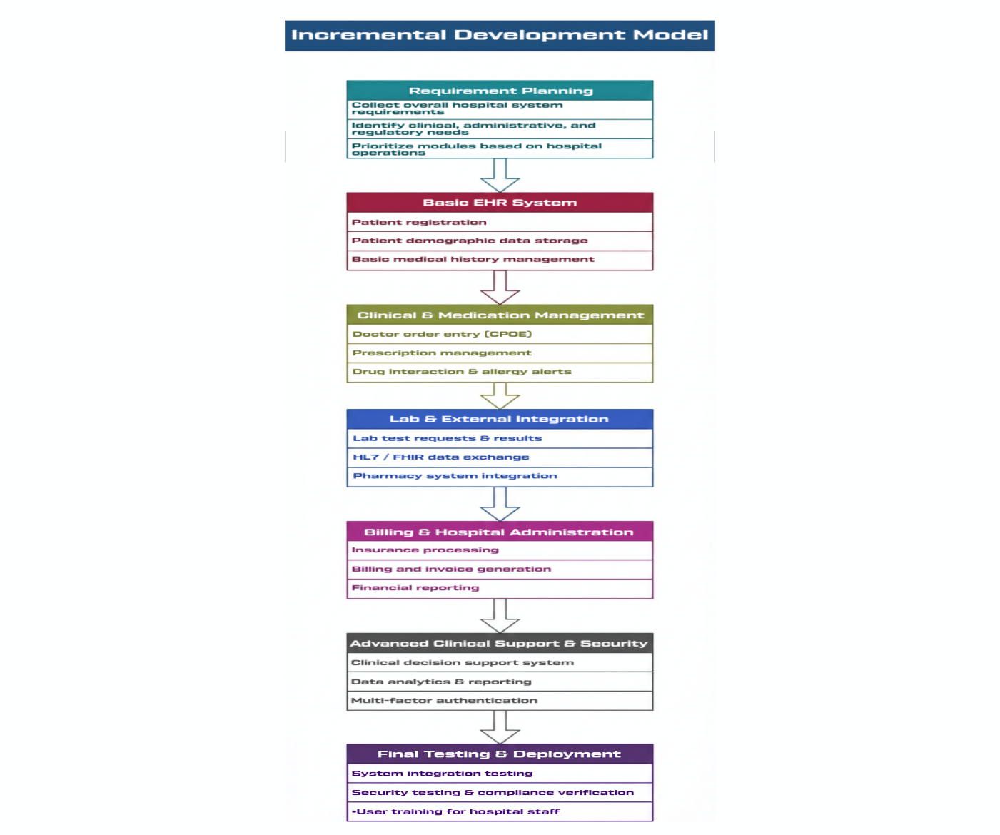 Incremental Development Model
Requirement Planning
Collect overall hospital system
requirements
Identify clinical, administrative, and
regulatory needs
Prioritize modules based on hospital
operations
Basic EHR System
Patient registration
Patient demographic data storage
Basic medical history management
Clinical & Medication Management
Doctor order entry (CPOE)
Prescription management
Drug interaction & allergy alerts
Lab & External Integration
Lab test requests & results
HL7 / FHIR data exchange
Pharmacy system integration
Billing & Hospital Administration
Insurance processing
Billing and invoice generation
Financial reporting
Advanced Clinical Support & Security
Clinical decision support system
Data analytics & reporting
Multi-factor authentication
Final Testing & Deployment
System integration testing
Security testing & compliance verification
•User training for hospital staff